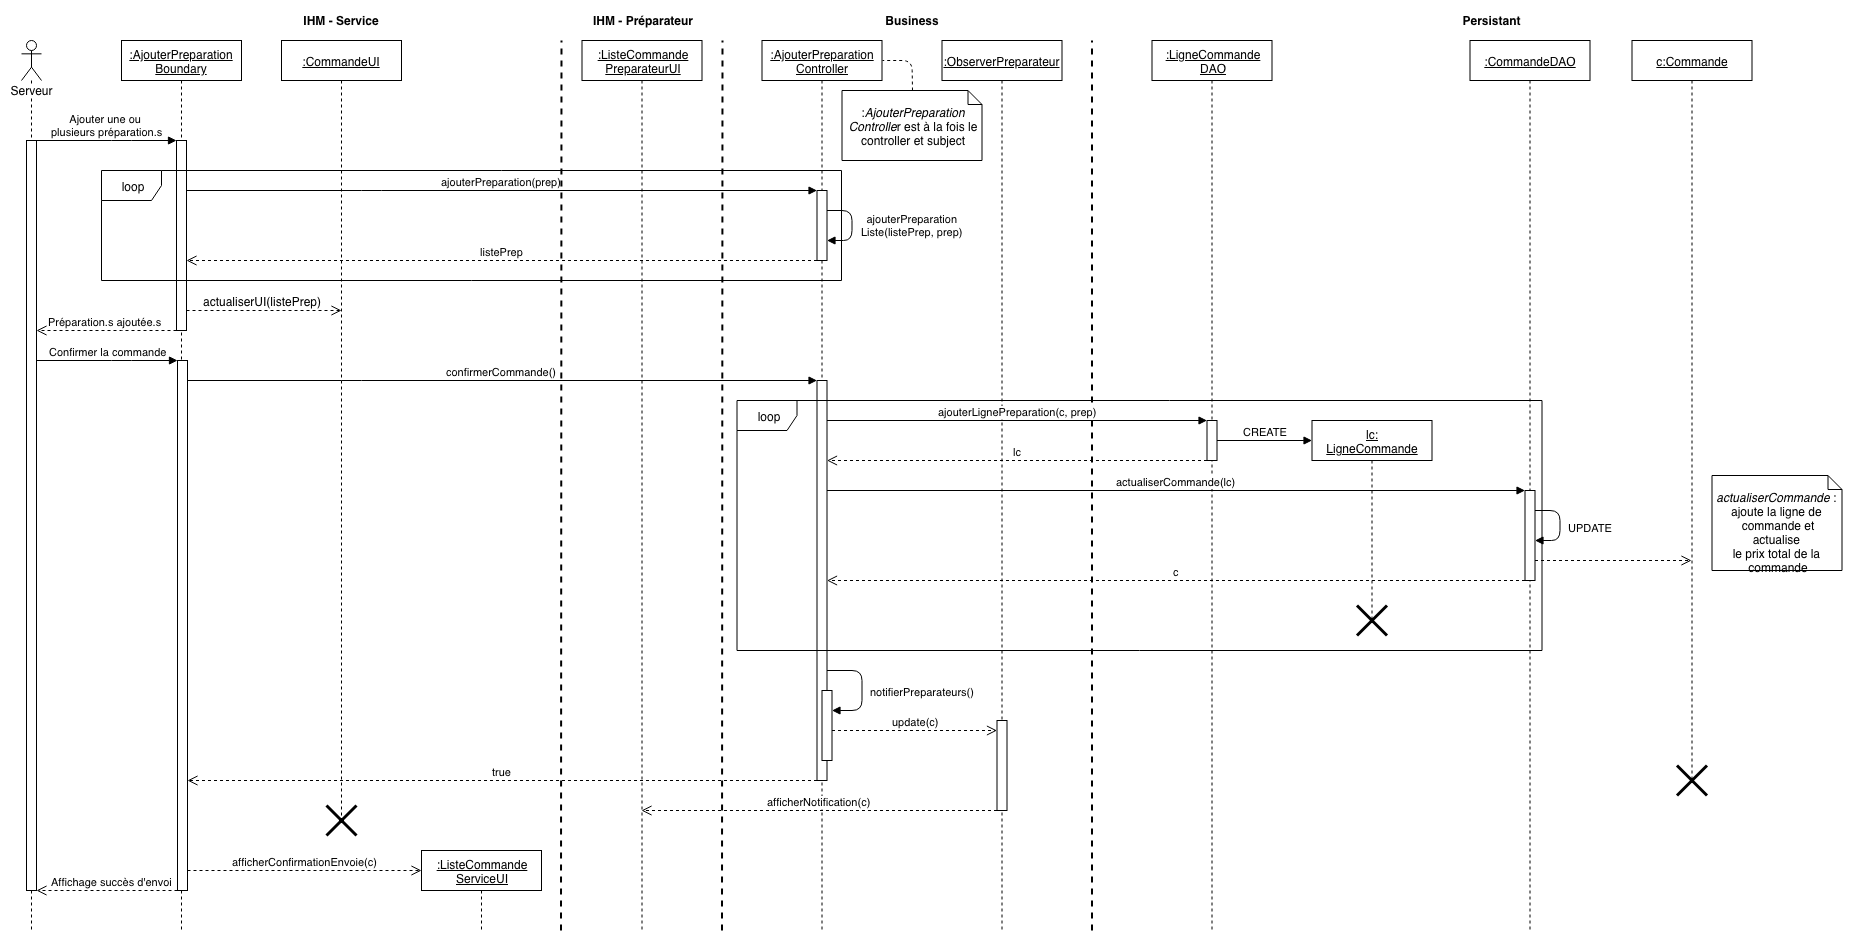 IHM - Service
IHM - Préparateur
Business
Persistant
Serveur
:AjouterPreparation
Boundary
:CommandeUI
:ListeCommande
PreparateurUI
:AjouterPreparation
Controller
:ObserverPreparateur
:LigneCommande
DAO
:CommandeDAO
c:Commande
:AjouterPreparation
Controller est à la fois le
controller et subject
Ajouter une ou
plusieurs préparation.s
loop
ajouterPreparation(prep)
ajouterPreparation
Liste(listePrep, prep)
listePrep
actualiserUI(listePrep)
Préparation.s ajoutée.s
Confirmer la commande
confirmerCommande()
loop
ajouterLignePreparation(c, prep)
CREATE
lc:
LigneCommande
lc
actualiserCommande(lc)
UPDATE
actualiserCommande :
ajoute la ligne de
commande et
actualise
le prix total de la
commande
c
notifierPreparateurs()
update(c)
true
afficherNotification(c)
afficherConfirmationEnvoie(c)
:ListeCommande
ServiceUI
Affichage succès d'envoi